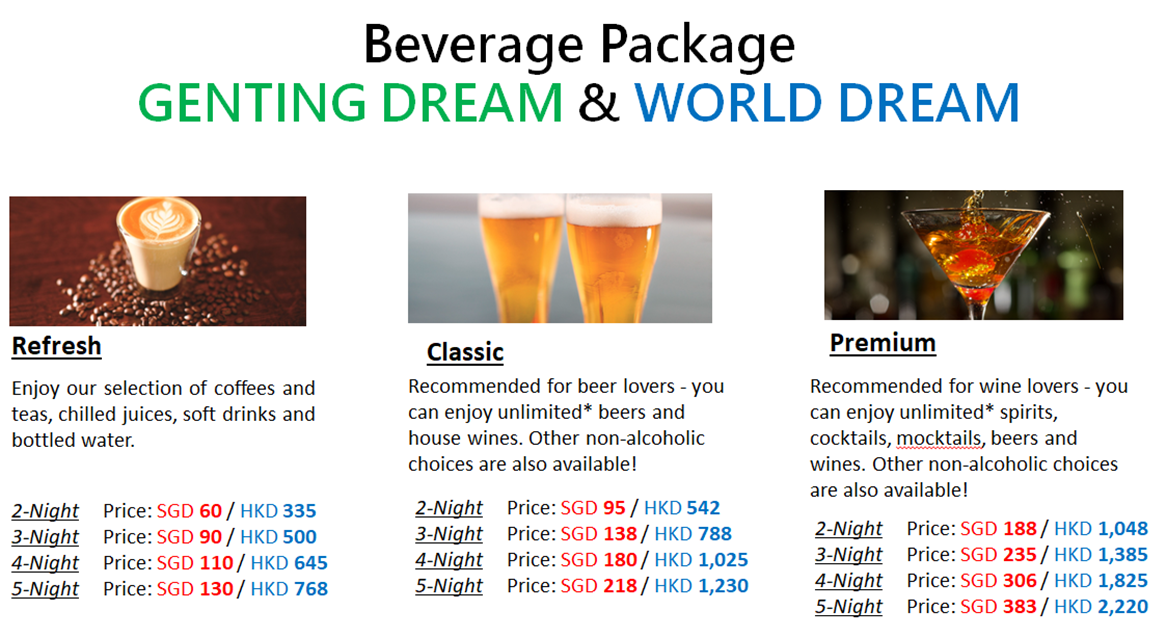 Beverage Package
GENTING DREAM & WORLD DREAM
Refresh
Enjoy our selection of coffees and
teas, chilled juices, soft drinks and
bottled water.
2-Night Price: SGD 60 / HKD 335
3-Night Price: SGD 90 / HKD 500
4-Night Price: SGD 110 / HKD 645
5-Night Price: SGD 130 / HKD 768
Classic
Recommended for beer lovers - you
can enjoy unlimited* beers and
house wines. Other non-alcoholic
choices are also available!
2-Night Price: SGD 95 / HKD 542
3-Night Price: SGD 138 / HKD 788
4-Night Price: SGD 180 / HKD 1,025
5-Night Price: SGD 218 / HKD 1,230
Premium
Recommended for wine lovers - you
can enjoy unlimited* spirits,
cocktails, mocktails, beers and
wines. Other non-alcoholic choices
are also available!
2-Night Price: SGD 188 / HKD 1,048
3-Night Price: SGD 235 / HKD 1,385
4-Night Price: SGD 306 / HKD 1,825
5-Night Price: SGD 383 / HKD 2,220